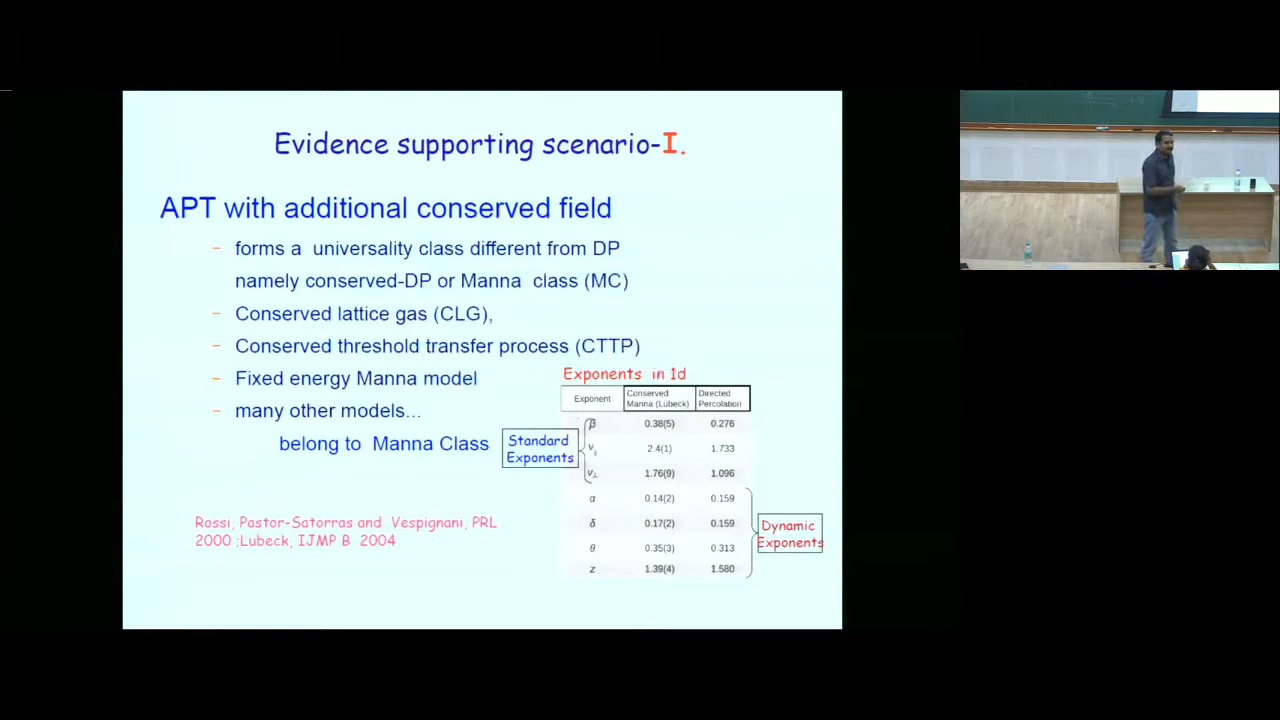 Evidence supporting scenario-I.
APT with additional conserved field
– forms a universality class different from DP
namely conserved-DP or Manna class (MC)
– Conserved lattice gas (CLG),
– Conserved threshold transfer process (CTTP)
– Fixed energy Manna model
– many other models...
belong to Manna Class
Rossi, Pastor-Satorras and Vespignani, PRL
2000 ;Lubeck, IJMP B 2004
Exponents in 1d
Exponent Conserved Manna (Lübeck) Directed Percolation
β 0.38(5) 0.276
ν∥ 2.4(1) 1.733
ν⊥ 1.76(9) 1.096
α 0.14(2) 0.159
δ 0.17(2) 0.159
θ 0.35(3) 0.313
z 1.39(4) 1.580
Standard
Exponents
Dynamic
Exponents